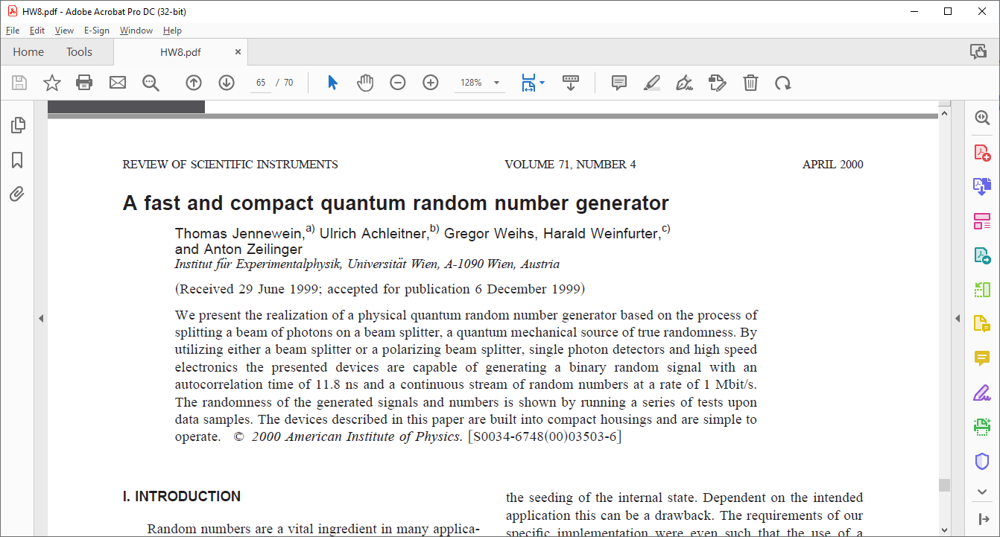 HW8.pdf - Adobe Acrobat Pro DC (32-bit)
File Edit View E-Sign Window Help
Home Tools HW8.pdf ×
65 / 70 128%
REVIEW OF SCIENTIFIC INSTRUMENTS VOLUME 71, NUMBER 4 APRIL 2000
A fast and compact quantum random number generator
Thomas Jennewein,a) Ulrich Achleitner,b) Gregor Weihs, Harald Weinfurter,c)
and Anton Zeilinger
Institut für Experimentalphysik, Universität Wien, A-1090 Wien, Austria
(Received 29 June 1999; accepted for publication 6 December 1999)
We present the realization of a physical quantum random number generator based on the process of
splitting a beam of photons on a beam splitter, a quantum mechanical source of true randomness. By
utilizing either a beam splitter or a polarizing beam splitter, single photon detectors and high speed
electronics the presented devices are capable of generating a binary random signal with an
autocorrelation time of 11.8 ns and a continuous stream of random numbers at a rate of 1 Mbit/s.
The randomness of the generated signals and numbers is shown by running a series of tests upon
data samples. The devices described in this paper are built into compact housings and are simple to
operate. © 2000 American Institute of Physics. [S0034-6748(00)03503-6]
I. INTRODUCTION
Random numbers are a vital ingredient in many applica-
the seeding of the internal state. Dependent on the intended
application this can be a drawback. The requirements of our
specific implementation were even such that the use of a